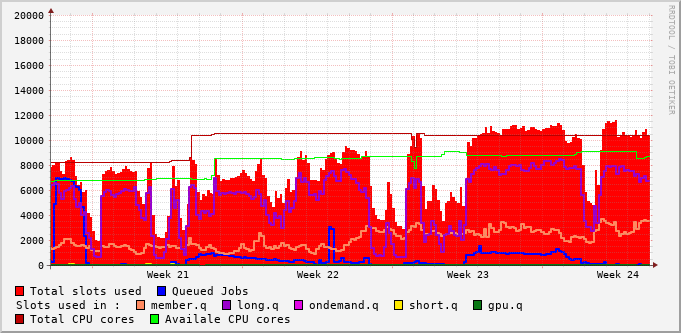 20000
18000
16000
14000
12000
10000
8000
6000
4000
2000
0
Week 21 Week 22 Week 23 Week 24
RRDTOOL / TOBI OETIKER
Total slots used Queued Jobs
Slots used in : member.q long.q ondemand.q short.q gpu.q
Total CPU cores Availale CPU cores